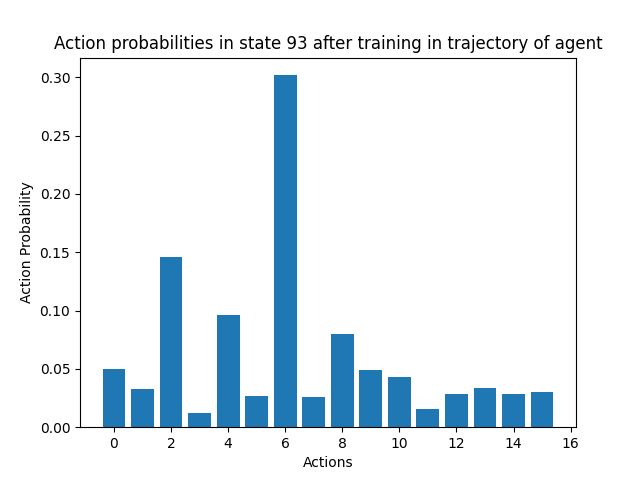 Action probabilities in state 93 after training in trajectory of agent
0.30
0.25
0.20
0.15
0.10
0.05
0.00
Action Probability
0 2 4 6 8 10 12 14 16
Actions